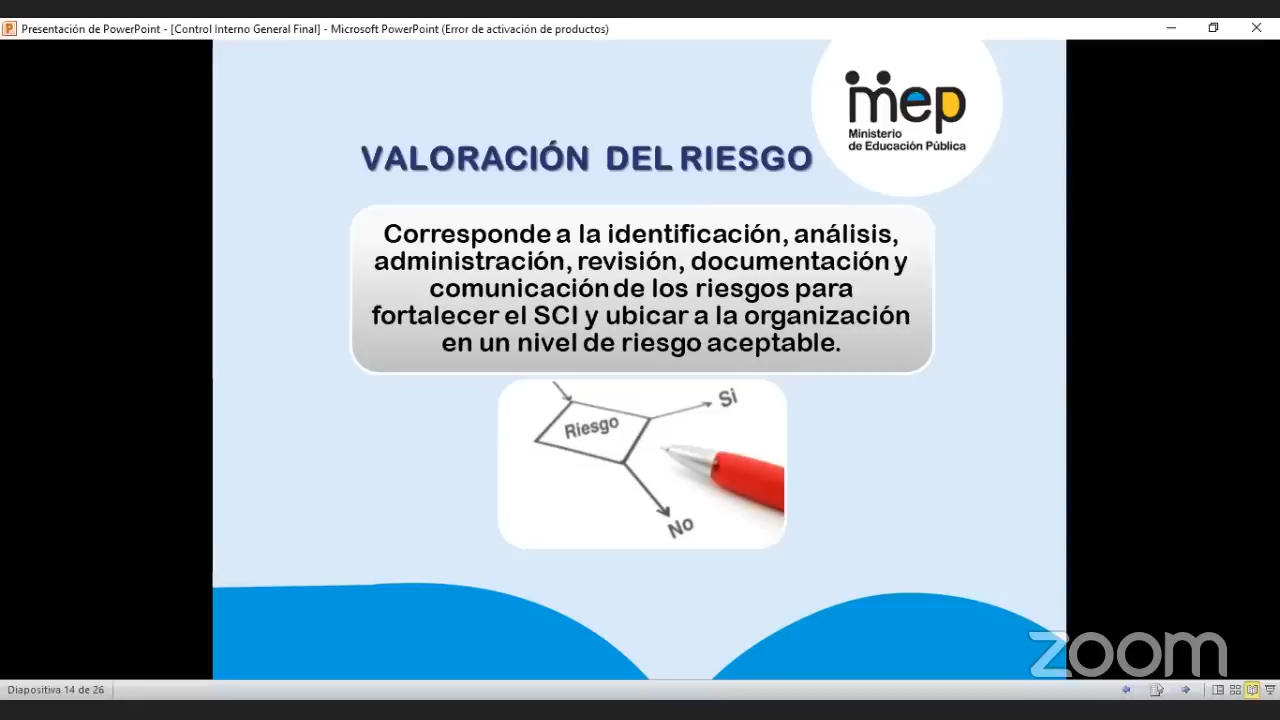 Presentación de PowerPoint - [Control Interno General Final] - Microsoft PowerPoint (Error de activación de productos)
mep
Ministerio
de Educación Pública
VALORACIÓN DEL RIESGO
Corresponde a la identificación, análisis,
administración, revisión, documentación y
comunicación de los riesgos para
fortalecer el SCI y ubicar a la organización
en un nivel de riesgo aceptable.
Si
Riesgo
No
zoom
Diapositiva 14 de 26